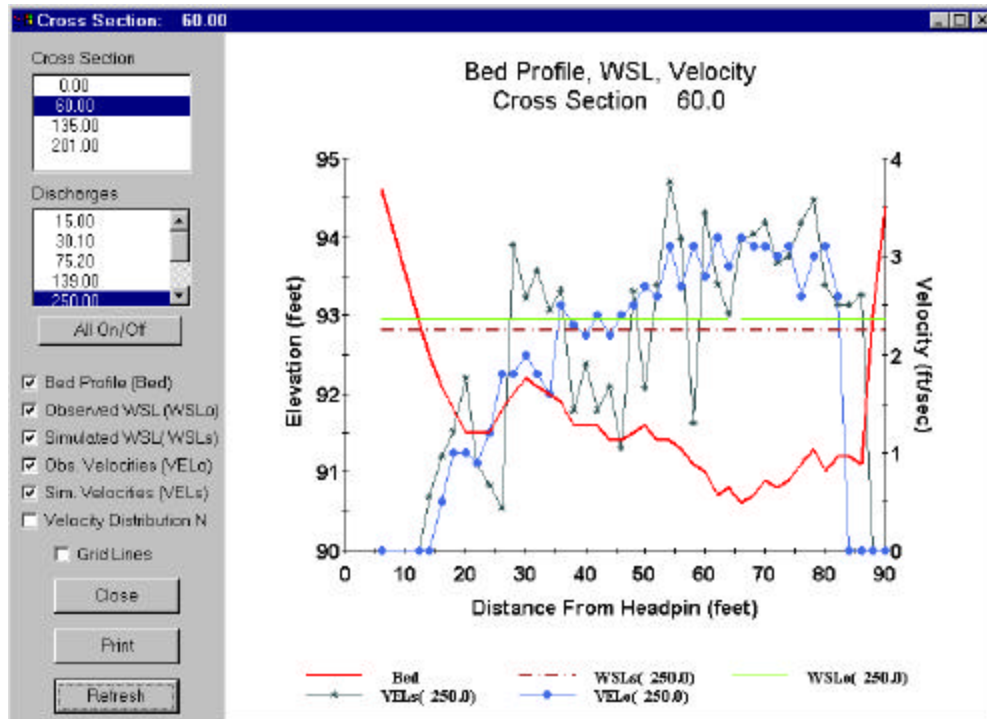 Cross Section: 60.00
Cross Section
0.00
60.00
135.00
201.00
Discharges
15.00
30.10
75.20
139.00
250.00
All On/Off
Bed Profile (Bed)
Observed WSL (WSLo)
Simulated WSL( WSLs)
Obs. Velocities (VELo)
Sim. Velocities (VELs)
Velocity Distribution N
Grid Lines
Close
Print
Refresh
Bed Profile, WSL, Velocity
Cross Section 60.0
Elevation (feet)
95
94
93
92
91
90
Velocity (ft/sec)
4
3
2
1
0
0 10 20 30 40 50 60 70 80 90
Distance From Headpin (feet)
Bed WSLs( 250.0) WSLo( 250.0)
VELs( 250.0) VELo( 250.0)